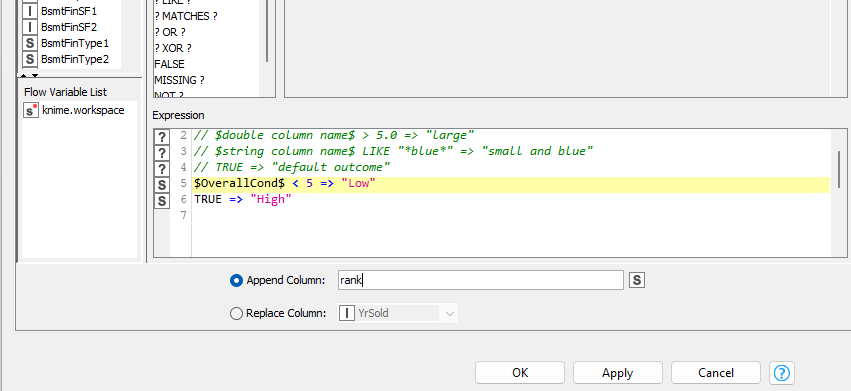 ? LIKE ?
I BsmtFinSF1
? MATCHES ?
I BsmtFinSF2
? OR ?
S BsmtFinType1
? XOR ?
S BsmtFinType2
FALSE
MISSING ?
NOT ?
Flow Variable List
s knime.workspace
Expression
? 2 // $double column name$ > 5.0 => "large"
? 3 // $string column name$ LIKE "*blue*" => "small and blue"
? 4 // TRUE => "default outcome"
S 5 $OverallCond$ < 5 => "Low"
S 6 TRUE => "High"
7
Append Column: rank S
Replace Column: I YrSold
OK Apply Cancel ?